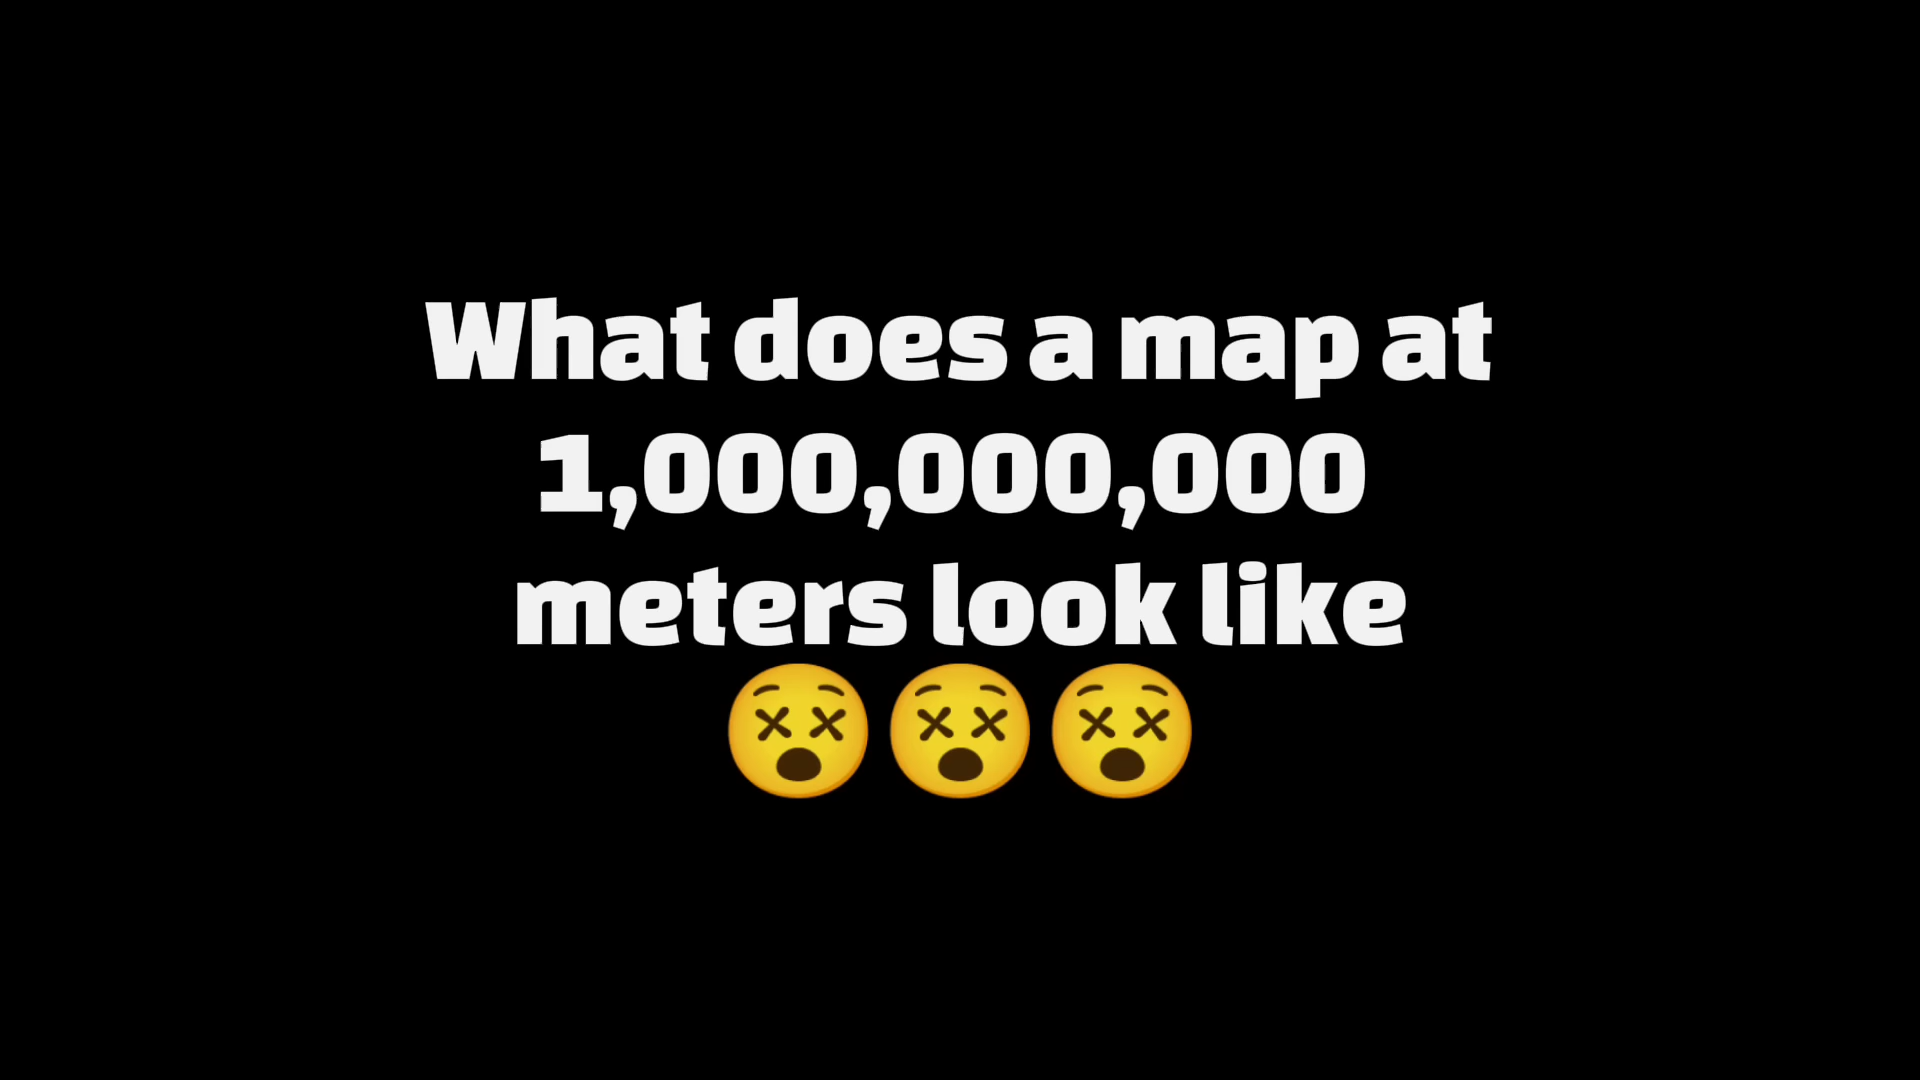 What does a map at
1,000,000,000
meters look like
😵😵😵